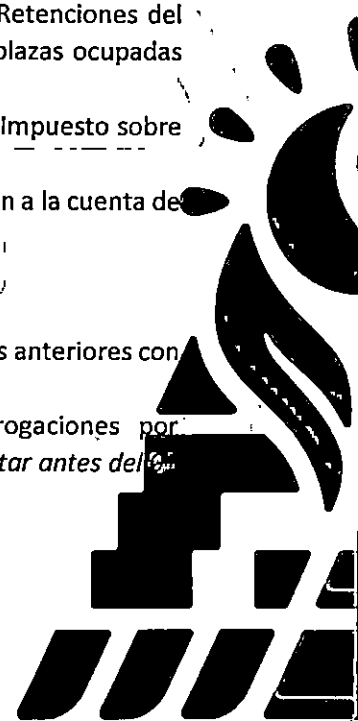 Retenciones del
plazas ocupadas
Impuesto sobre
n a la cuenta de
s anteriores con
rogaciones por
tar antes del